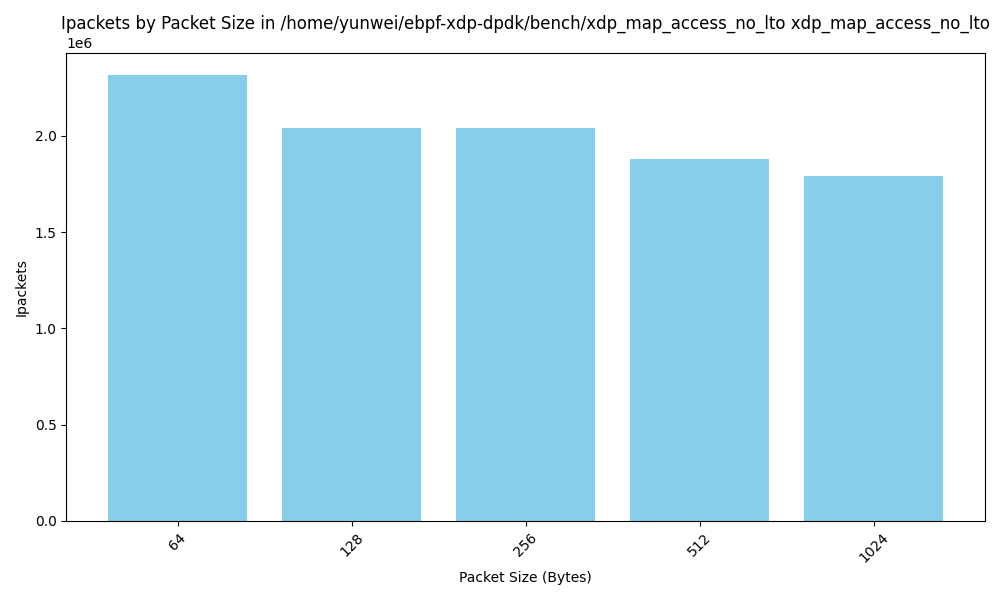 Ipackets by Packet Size in /home/yunwei/ebpf-xdp-dpdk/bench/xdp_map_access_no_lto xdp_map_access_no_lto
1e6
2.0
1.5
1.0
0.5
0.0
Ipackets
64
128
256
512
1024
Packet Size (Bytes)